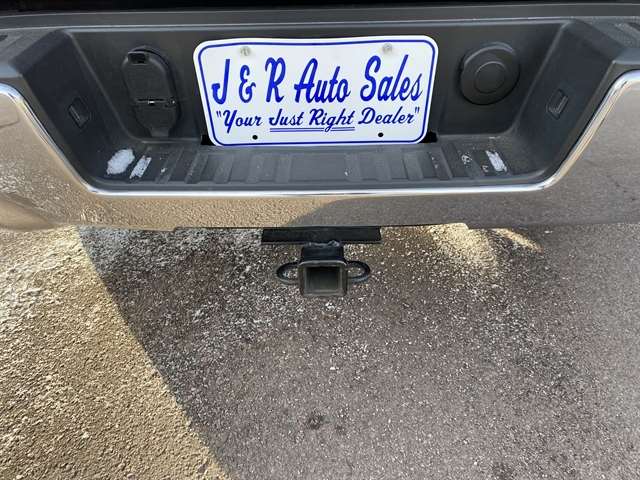 J & R Auto Sales
"Your Just Right Dealer"